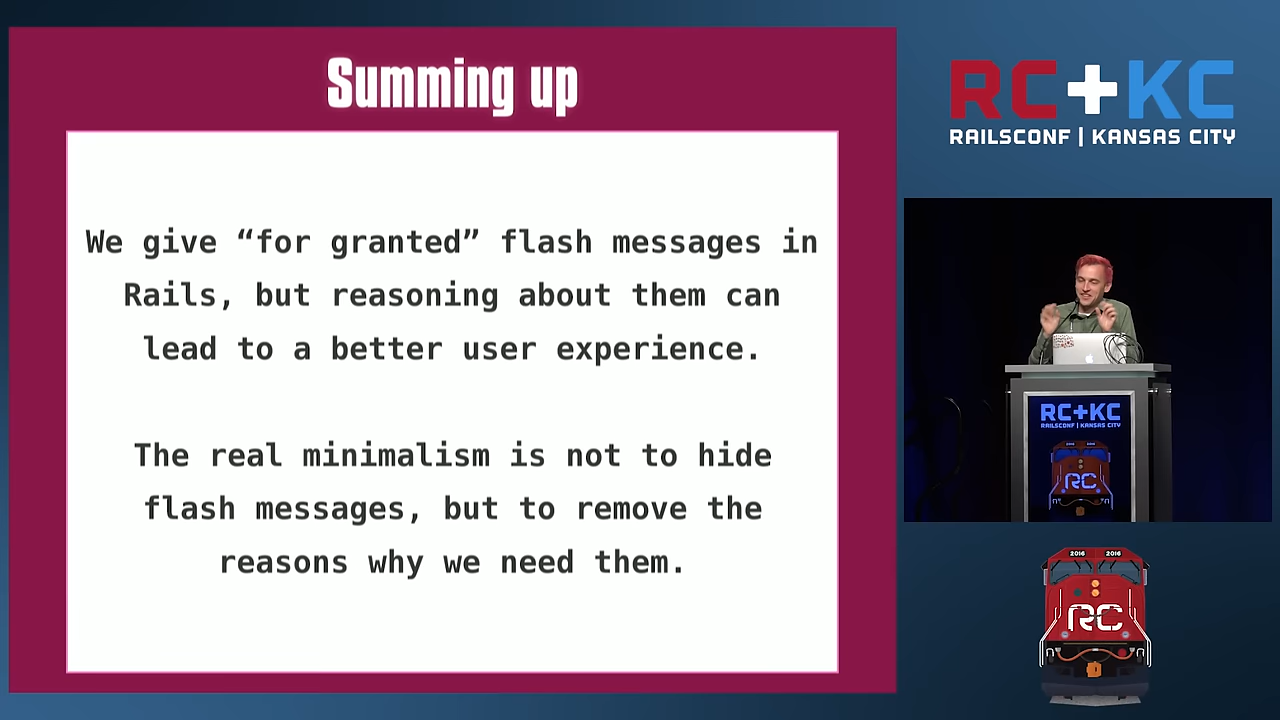 Summing up
We give “for granted” flash messages in
Rails, but reasoning about them can
lead to a better user experience.
The real minimalism is not to hide
flash messages, but to remove the
reasons why we need them.
RC+KC
RAILSCONF | KANSAS CITY
RC+KC
RAILSCONF | KANSAS CITY
RC
2016 2016
RC